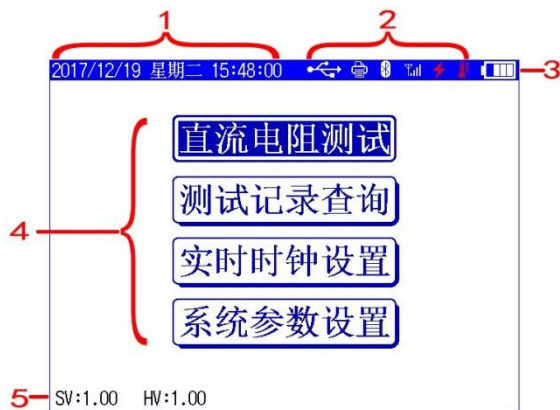 1
2
2017/12/19 星期二 15:48:00
3
直流电阻测试
测试记录查询
4
实时时钟设置
系统参数设置
5
SV:1.00 HV:1.00